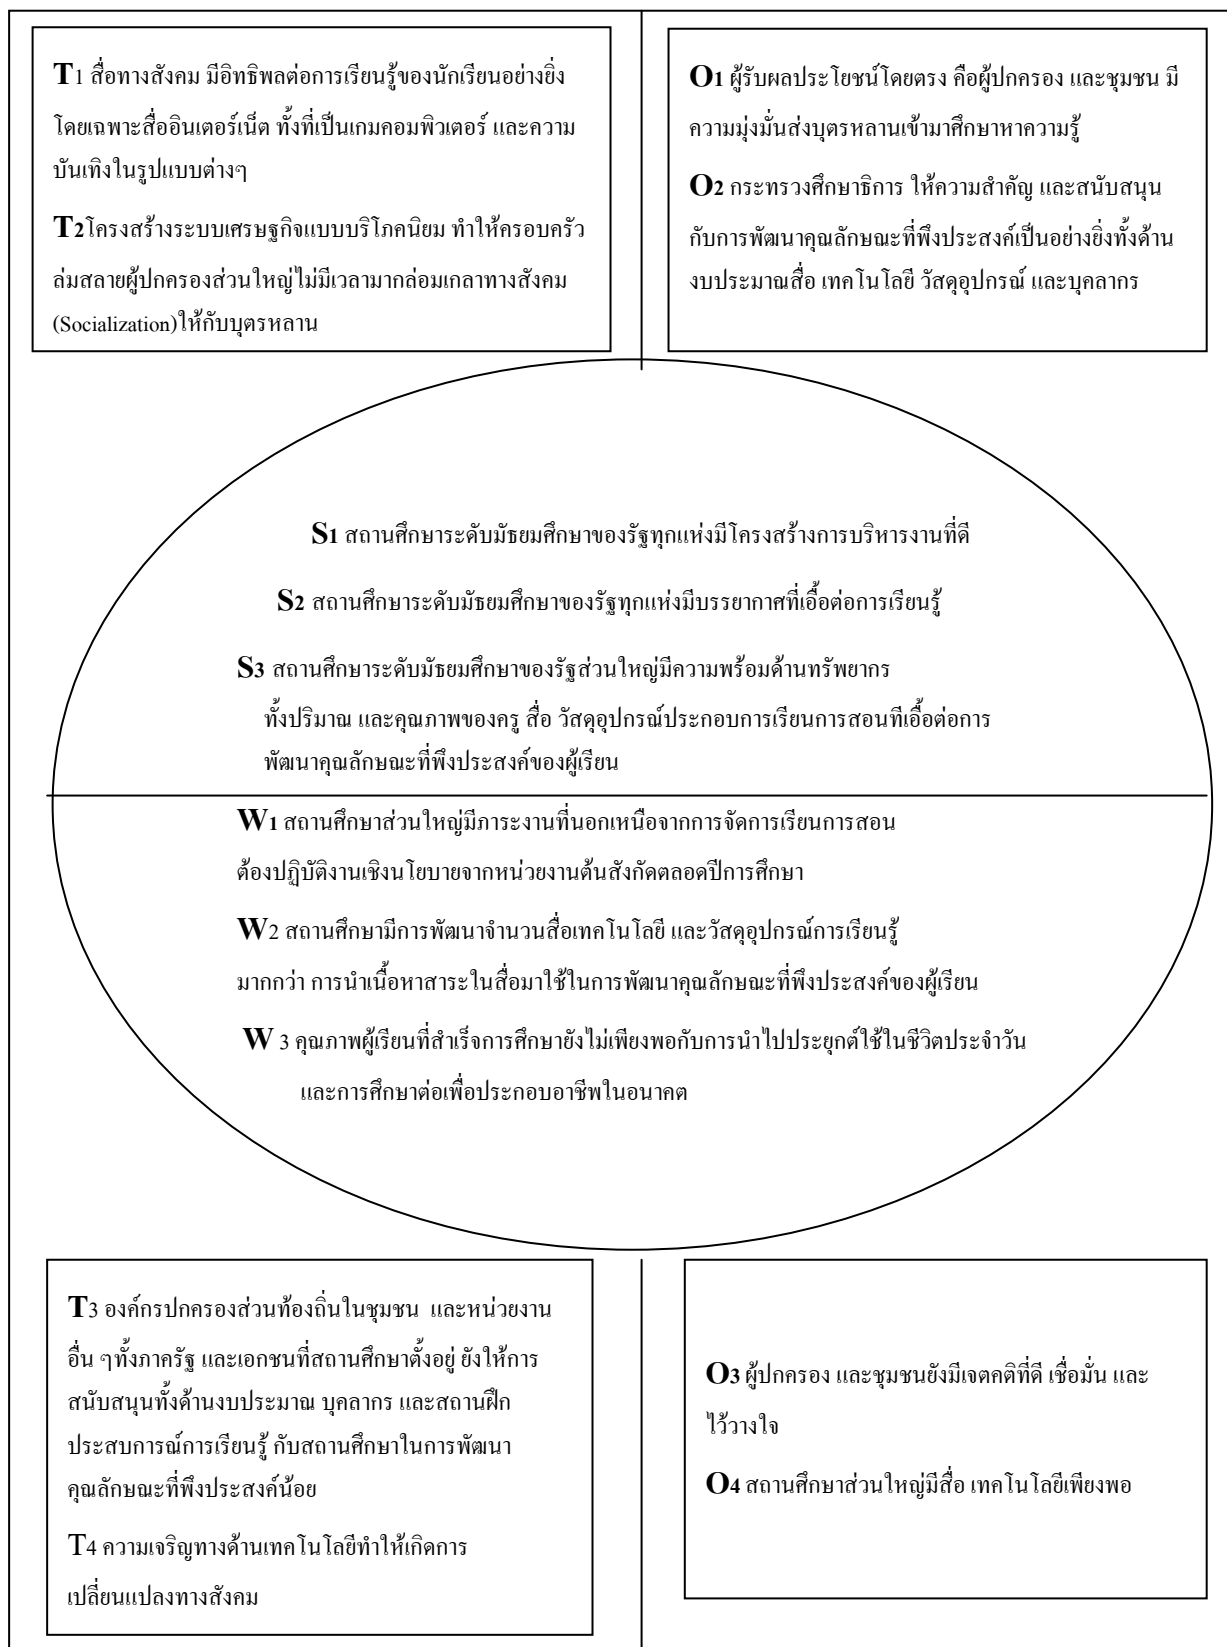 T1 สื่อทางสังคม มีอิทธิพลต่อการเรียนรู้ของนักเรียนอย่างยิ่ง
โดยเฉพาะสื่ออินเตอร์เน็ต ทั้งที่เป็นเกมคอมพิวเตอร์ และความ
บันเทิงในรูปแบบต่างๆ
T2โครงสร้างระบบเศรษฐกิจแบบบริโภคนิยม ทำให้ครอบครัว
ล่มสลายผู้ปกครองส่วนใหญ่ไม่มีเวลามากล่อมเกลาทางสังคม
(Socialization)ให้กับบุตรหลาน
O1 ผู้รับผลประโยชน์โดยตรง คือผู้ปกครอง และชุมชน มี
ความมุ่งมั่นส่งบุตรหลานเข้ามาศึกษาหาความรู้
O2 กระทรวงศึกษาธิการ ให้ความสำคัญ และสนับสนุน
กับการพัฒนาคุณลักษณะที่พึงประสงค์เป็นอย่างยิ่งทั้งด้าน
งบประมาณสื่อ เทคโนโลยี วัสดุอุปกรณ์ และบุคลากร
S1 สถานศึกษาระดับมัธยมศึกษาของรัฐทุกแห่งมีโครงสร้างการบริหารงานที่ดี
S2 สถานศึกษาระดับมัธยมศึกษาของรัฐทุกแห่งมีบรรยากาศที่เอื้อต่อการเรียนรู้
S3 สถานศึกษาระดับมัธยมศึกษาของรัฐส่วนใหญ่มีความพร้อมด้านทรัพยากร
ทั้งปริมาณ และคุณภาพของครู สื่อ วัสดุอุปกรณ์ประกอบการเรียนการสอนทีเอื้อต่อการ
พัฒนาคุณลักษณะที่พึงประสงค์ของผู้เรียน
W1 สถานศึกษาส่วนใหญ่มีภาระงานที่นอกเหนือจากการจัดการเรียนการสอน
ต้องปฏิบัติงานเชิงนโยบายจากหน่วยงานต้นสังกัดตลอดปีการศึกษา
W2 สถานศึกษามีการพัฒนาจำนวนสื่อเทคโนโลยี และวัสดุอุปกรณ์การเรียนรู้
มากกว่า การนำเนื้อหาสาระในสื่อมาใช้ในการพัฒนาคุณลักษณะที่พึงประสงค์ของผู้เรียน
W 3 คุณภาพผู้เรียนที่สำเร็จการศึกษายังไม่เพียงพอกับการนำไปประยุกต์ใช้ในชีวิตประจำวัน
และการศึกษาต่อเพื่อประกอบอาชีพในอนาคต
T3 องค์กรปกครองส่วนท้องถิ่นในชุมชน และหน่วยงาน
อื่น ๆทั้งภาครัฐ และเอกชนที่สถานศึกษาตั้งอยู่ ยังให้การ
สนับสนุนทั้งด้านงบประมาณ บุคลากร และสถานฝึก
ประสบการณ์การเรียนรู้ กับสถานศึกษาในการพัฒนา
คุณลักษณะที่พึงประสงค์น้อย
T4 ความเจริญทางด้านเทคโนโลยีทำให้เกิดการ
เปลี่ยนแปลงทางสังคม
O3 ผู้ปกครอง และชุมชนยังมีเจตคติที่ดี เชื่อมั่น และ
ไว้วางใจ
O4 สถานศึกษาส่วนใหญ่มีสื่อ เทคโนโลยีเพียงพอ